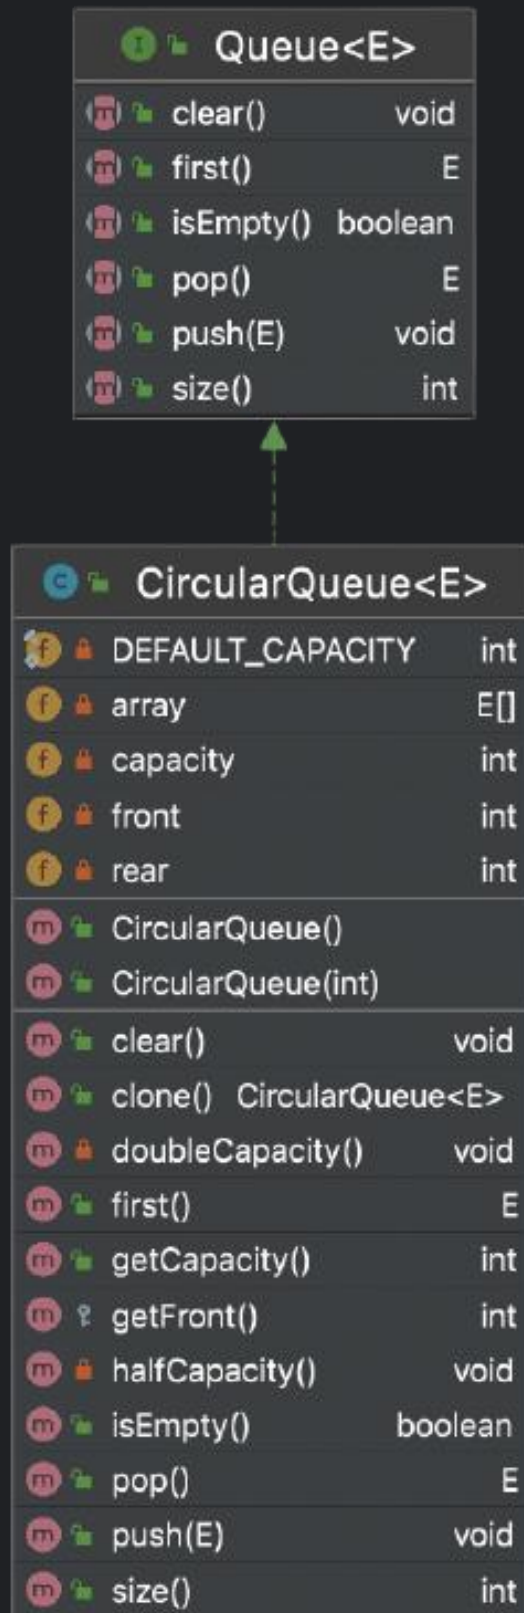 Queue<E>
clear() void
first() E
isEmpty() boolean
pop() E
push(E) void
size() int
CircularQueue<E>
DEFAULT_CAPACITY int
array E[]
capacity int
front int
rear int
CircularQueue()
CircularQueue(int)
clear() void
clone() CircularQueue<E>
doubleCapacity() void
first() E
getCapacity() int
getFront() int
halfCapacity() void
isEmpty() boolean
pop() E
push(E) void
size() int